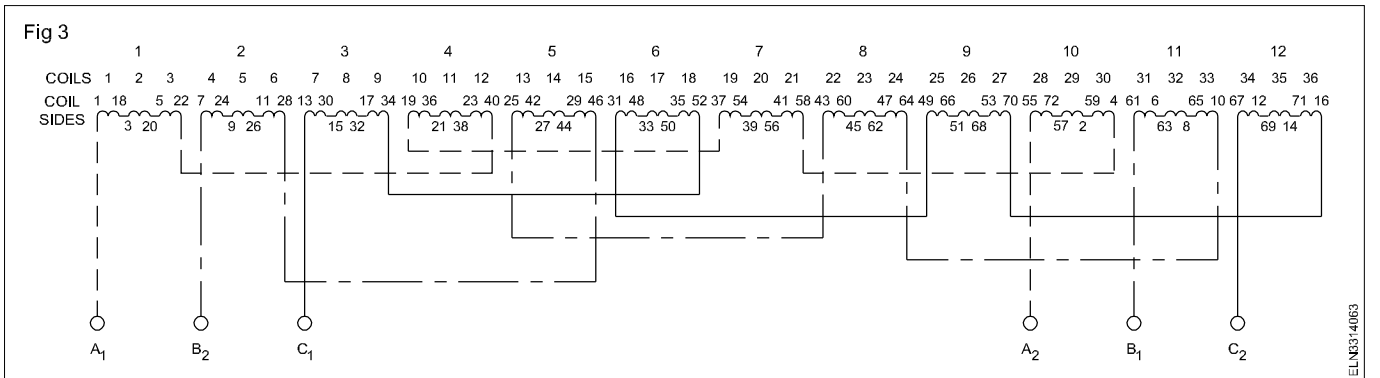 Fig 3
1 2 3 4 5 6 7 8 9 10 11 12
COILS 1 2 3 4 5 6 7 8 9 10 11 12 13 14 15 16 17 18 19 20 21 22 23 24 25 26 27 28 29 30 31 32 33 34 35 36
COIL 1 18 5 22 7 24 11 28 13 30 17 34 19 36 23 40 25 42 29 46 31 48 35 52 37 54 41 58 43 60 47 64 49 66 53 70 55 72 59 4 61 6 65 10 67 12 71 16
SIDES 3 20 9 26 15 32 21 38 27 44 33 50 39 56 45 62 51 68 57 2 63 8 69 14
A1 B2 C1 A2 B1 C2
ELN3314063